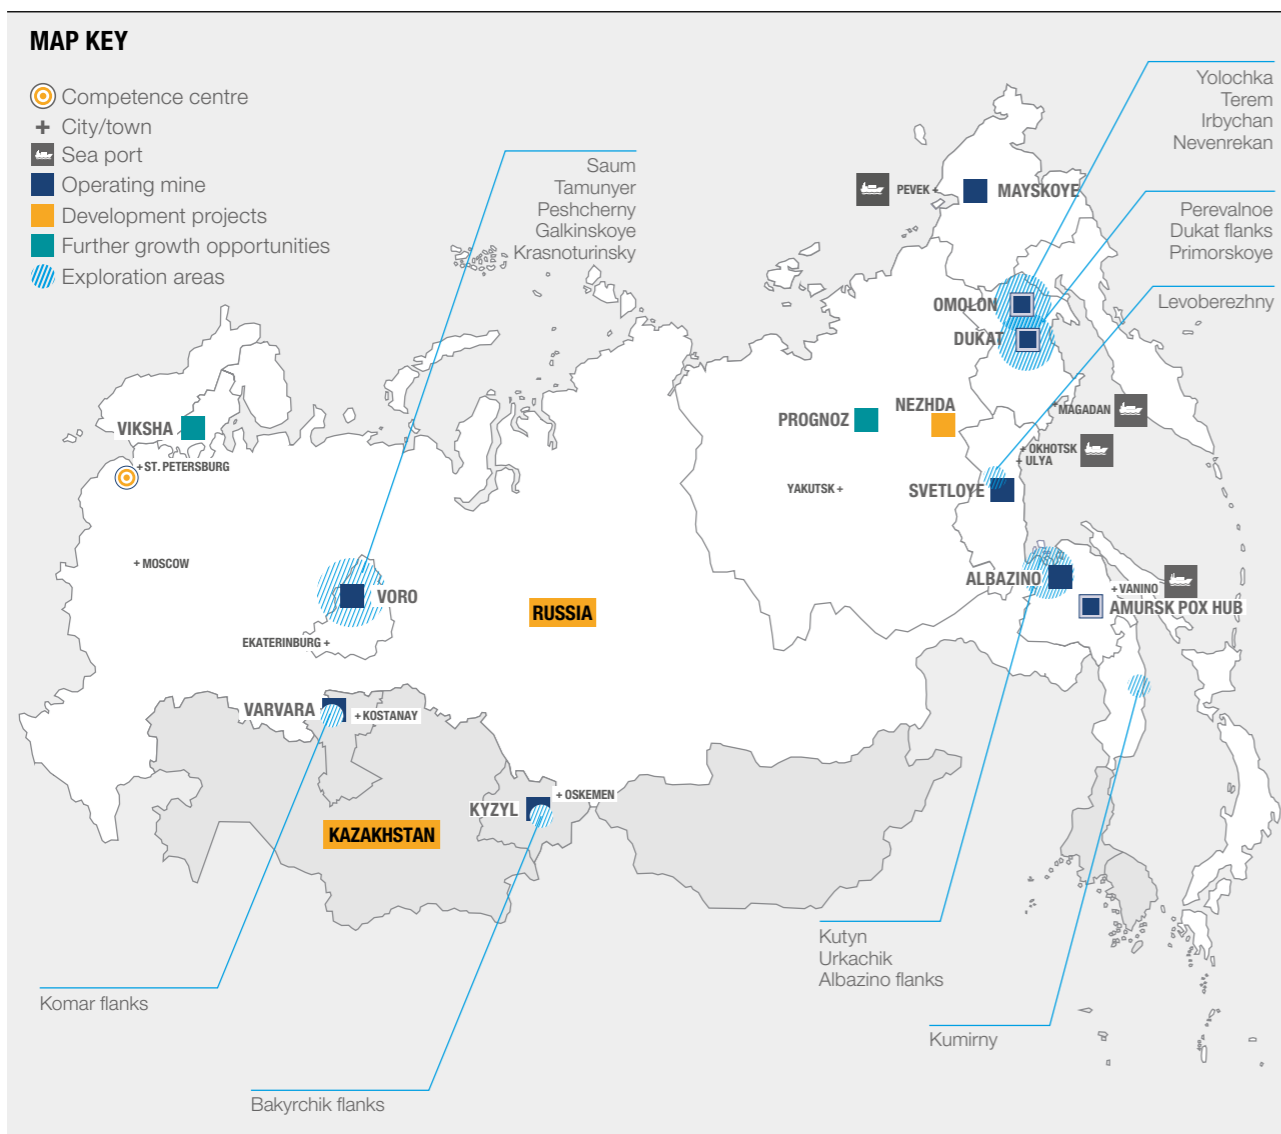 MAP KEY
Competence centre
+ City/town
Sea port
Operating mine
Development projects
Further growth opportunities
Exploration areas
Yolochka
Terem
Irbychan
Nevenrekan
Saum
Tamunyer
Peshcherny
Galkinskoye
Krasnoturinsky
PEVEK +
MAYSKOYE
Perevalnoe
Dukat flanks
Primorskoye
Levoberezhny
OMOLON
DUKAT
NEZHDA
PROGNOZ
+ MAGADAN
+ OKHOTSK
+ ULYA
VIKSHA
+ ST. PETERSBURG
YAKUTSK +
SVETLOYE
+ MOSCOW
ALBAZINO
+ VANINO
AMURSK POX HUB
VORO
RUSSIA
EKATERINBURG +
VARVARA
+ KOSTANAY
+ OSKEMEN
KYZYL
KAZAKHSTAN
Kutyn
Urkachik
Albazino flanks
Komar flanks
Kumirny
Bakyrchik flanks